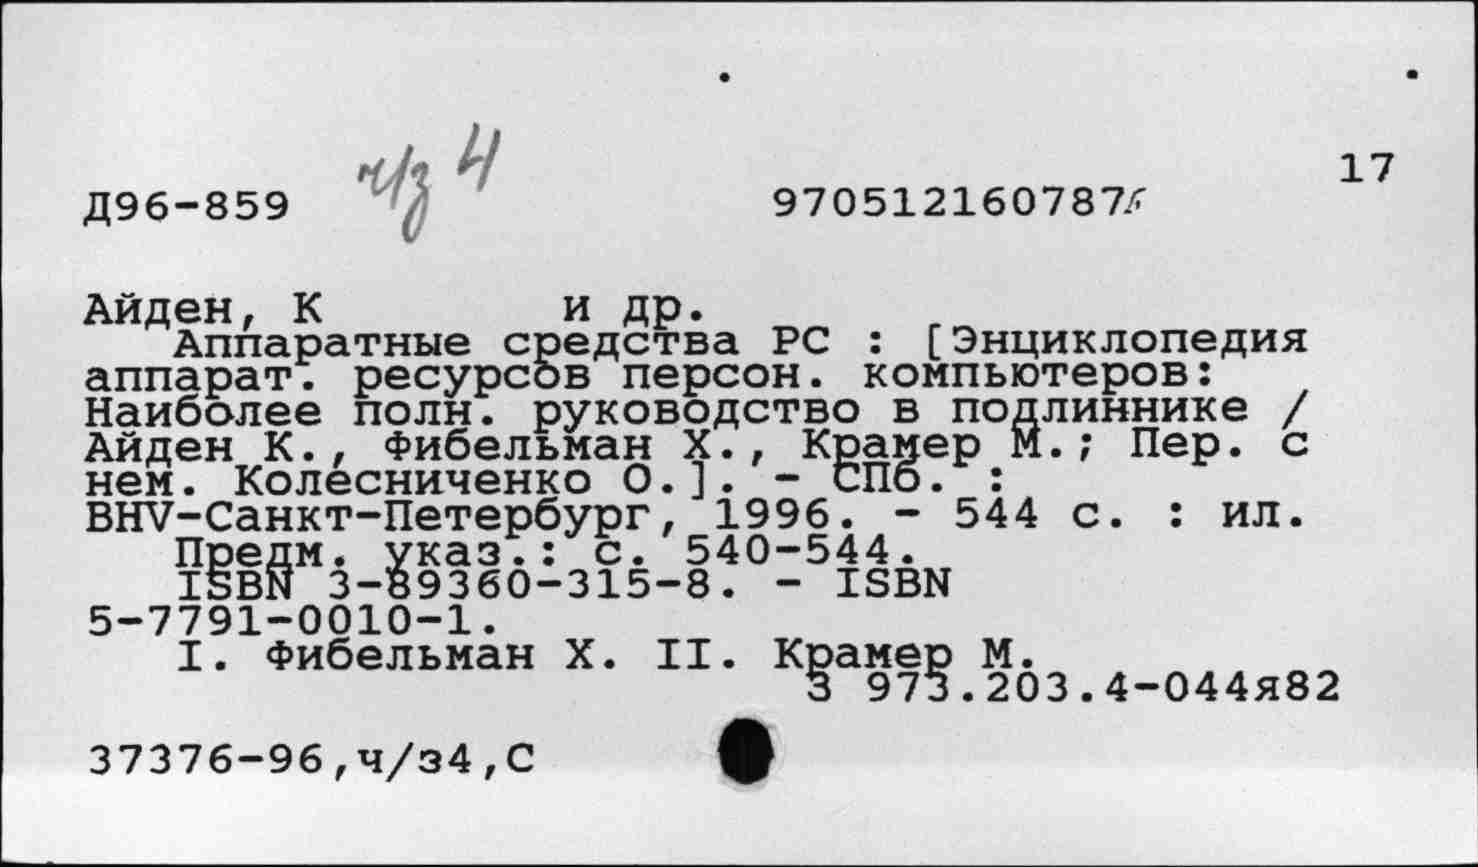 17
ч/з 4
Д96-859 970512160787
Айден, К и др.
Аппаратные средства PC : [Энциклопедия
аппарат. ресурсов персон. компьютеров:
Наиболее полн. руководство в подлиннике /
Айден К., Фибельман Х., Крамер М.; Пер. с
нем. Колесниченко О.]. - СПб. :
BHV-Санкт-Петербург, 1996. - 544 с. : ил.
Предм. указ.: с. 540-544.
ISBN 3-89360-315-8. - ISBN
5-7791-0010-1.
I. Фибельман Х. II. Крамер М.
З 973.203.4-044я82
37376-96,ч/з4,С